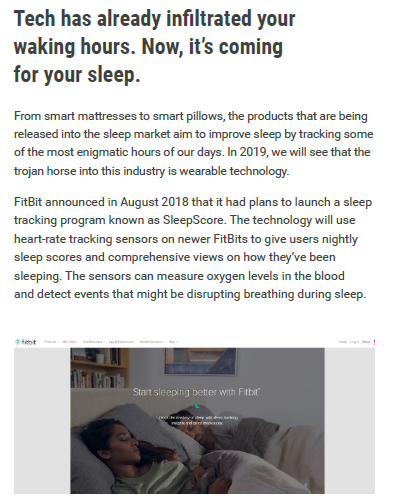 Tech has already infiltrated your
waking hours. Now, it’s coming
for your sleep.
From smart mattresses to smart pillows, the products that are being
released into the sleep market aim to improve sleep by tracking some
of the most enigmatic hours of our days. In 2019, we will see that the
trojan horse into this industry is wearable technology.
FitBit announced in August 2018 that it had plans to launch a sleep
tracking program known as SleepScore. The technology will use
heart-rate tracking sensors on newer FitBits to give users nightly
sleep scores and comprehensive views on how they’ve been
sleeping. The sensors can measure oxygen levels in the blood
and detect events that might be disrupting breathing during sleep.
fitbit
Start sleeping better with Fitbit